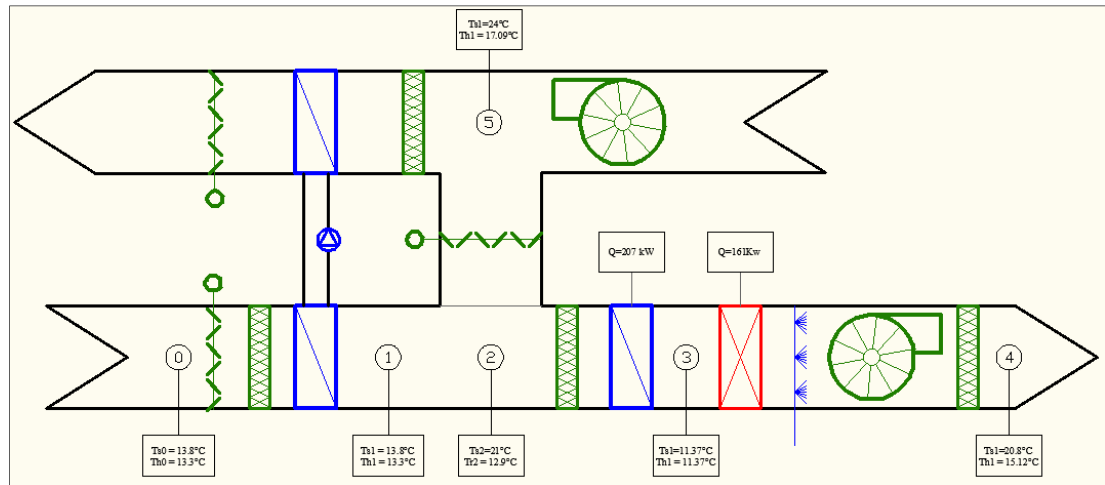 Ts1=24°C
Th1 = 17.09°C
5
Q=207 kW
Q=161Kw
0
1
2
3
4
Ts0 = 13.8°C
Th0 = 13.3°C
Ts1 = 13.8°C
Th1 = 13.3°C
Ts2=21°C
Tr2 = 12.9°C
Ts1=11.37°C
Th1 = 11.37°C
Ts1=20.8°C
Th1 = 15.12°C